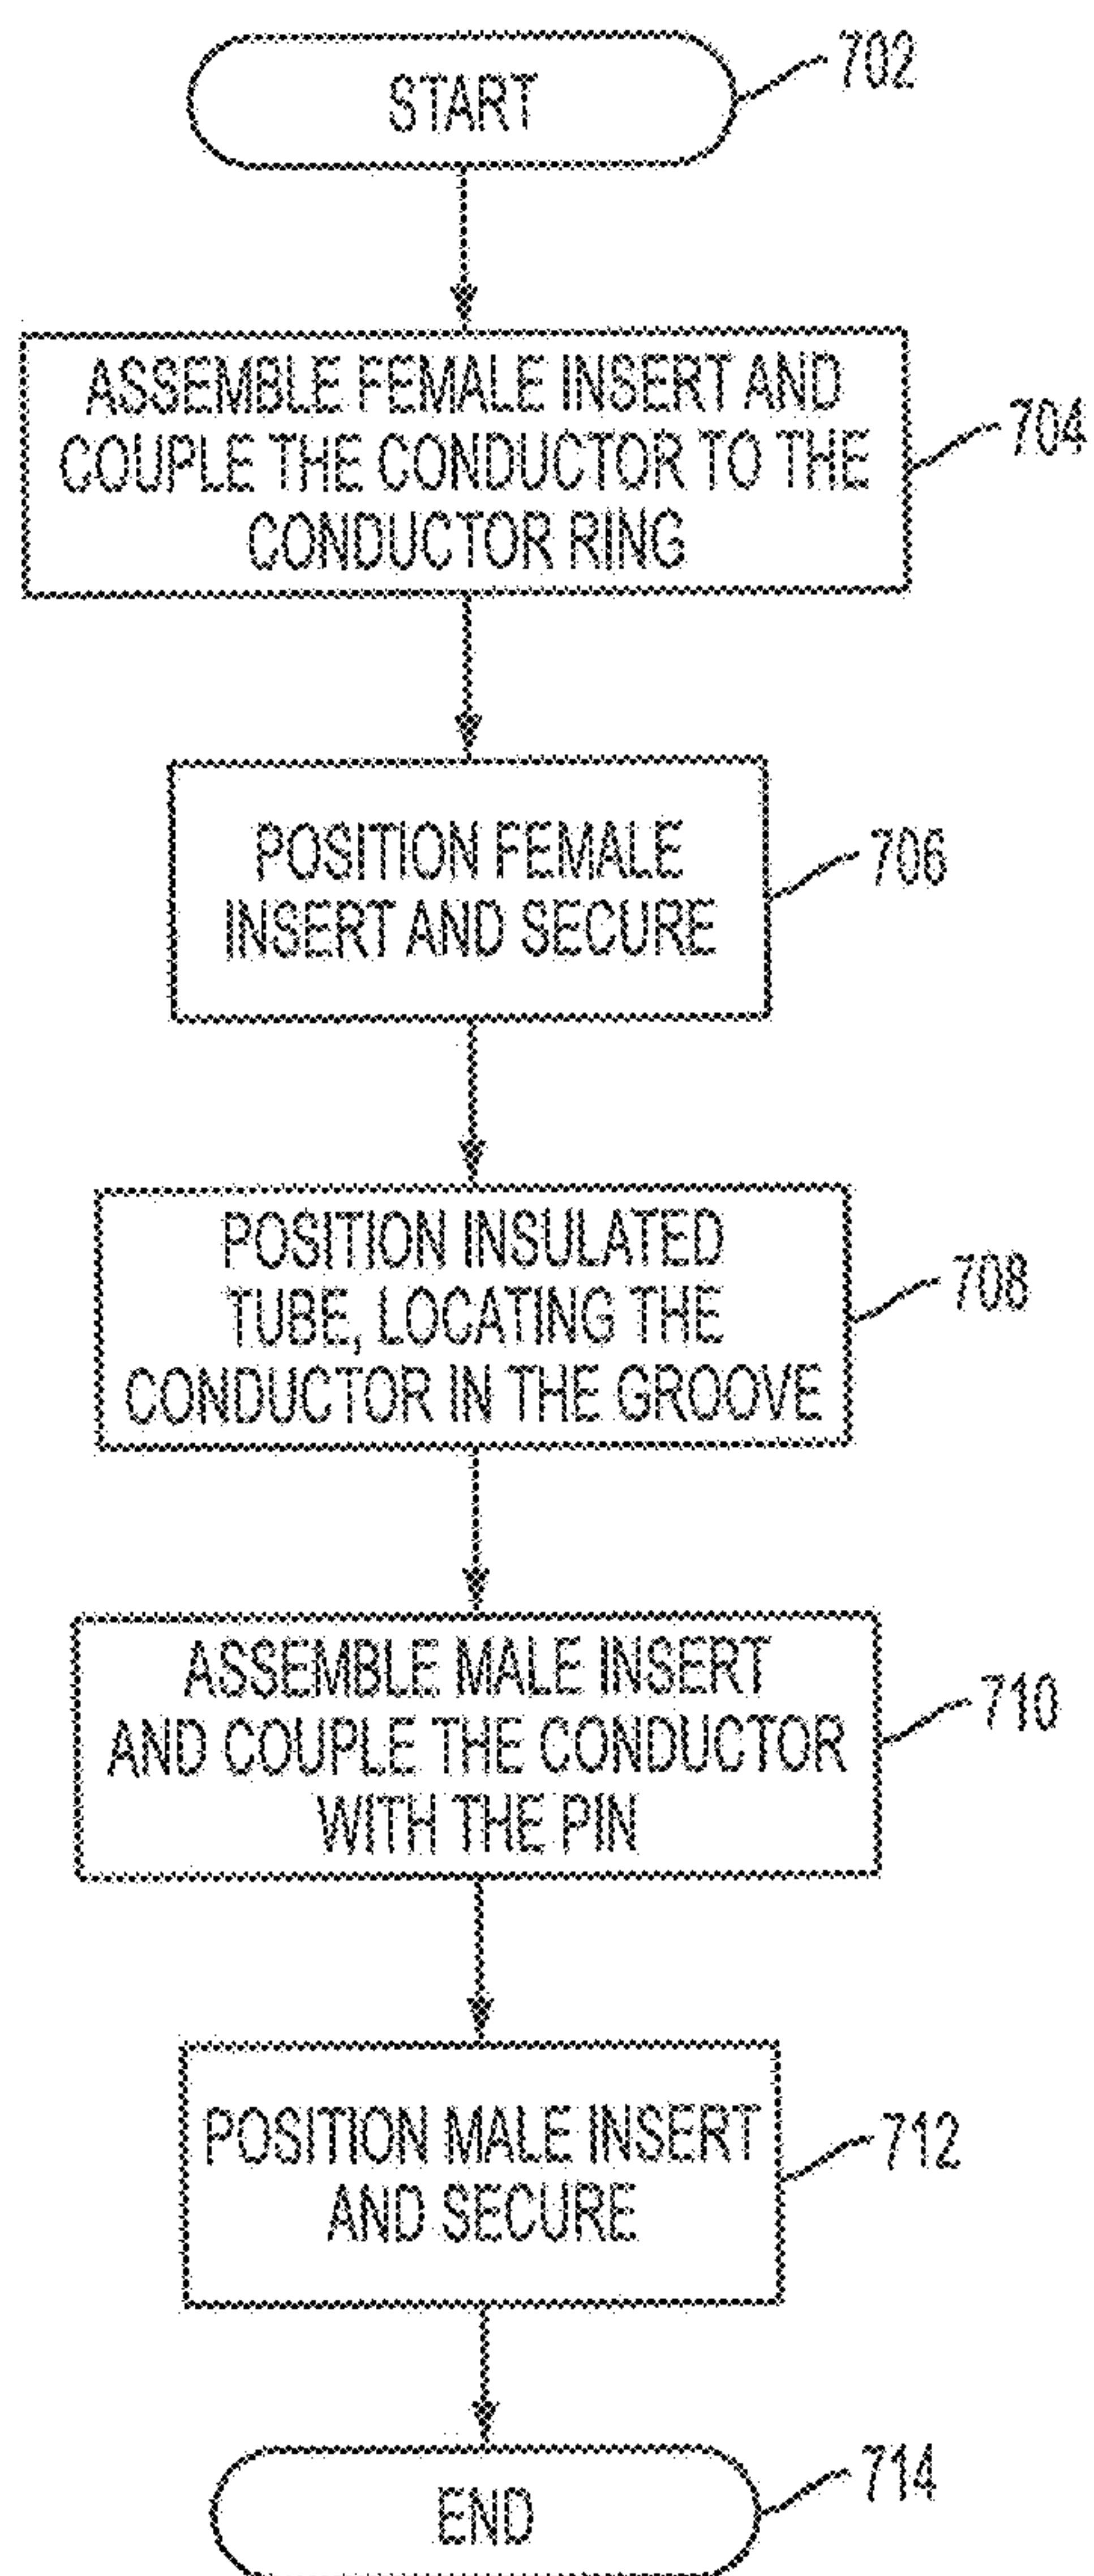 START
702
ASSEMBLE FEMALE INSERT AND
COUPLE THE CONDUCTOR TO THE
CONDUCTOR RING
704
POSITION FEMALE
INSERT AND SECURE
706
POSITION INSULATED
TUBE, LOCATING THE
CONDUCTOR IN THE GROOVE
708
ASSEMBLE MALE INSERT
AND COUPLE THE CONDUCTOR
WITH THE PIN
710
POSITION MALE INSERT
AND SECURE
712
END
714